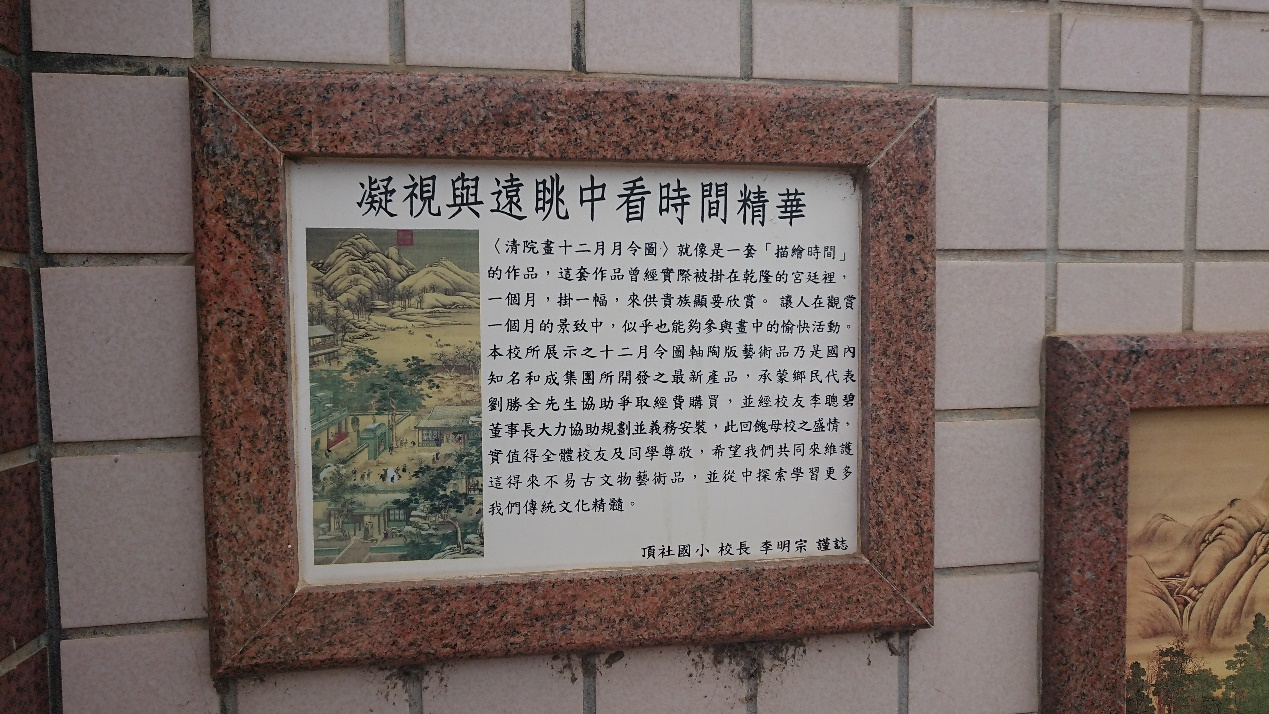 凝視與遠眺中看時間精華
〈清院畫十二月月令圖〉就像是一套「描繪時間」
的作品，這套作品曾經實際被掛在乾隆的宮廷裡，
一個月，掛一幅，來供貴族顯要欣賞。讓人在觀賞
一個月的景致中，似乎也能夠參與畫中的愉快活動。
本校所展示之十二月令圖軸陶版藝術品乃是國內
知名和成集團所開發之最新產品，承蒙鄉民代表
劉勝全先生協助爭取經費購買，並經校友李聰碧
董事長大力協助規劃並義務安裝，此回餽母校之盛情，
實值得全體校友及同學尊敬，希望我們共同來維護
這得來不易古文物藝術品，並從中探索學習更多
我們傳統文化精髓。
頂社國小 校長 李明宗 謹誌